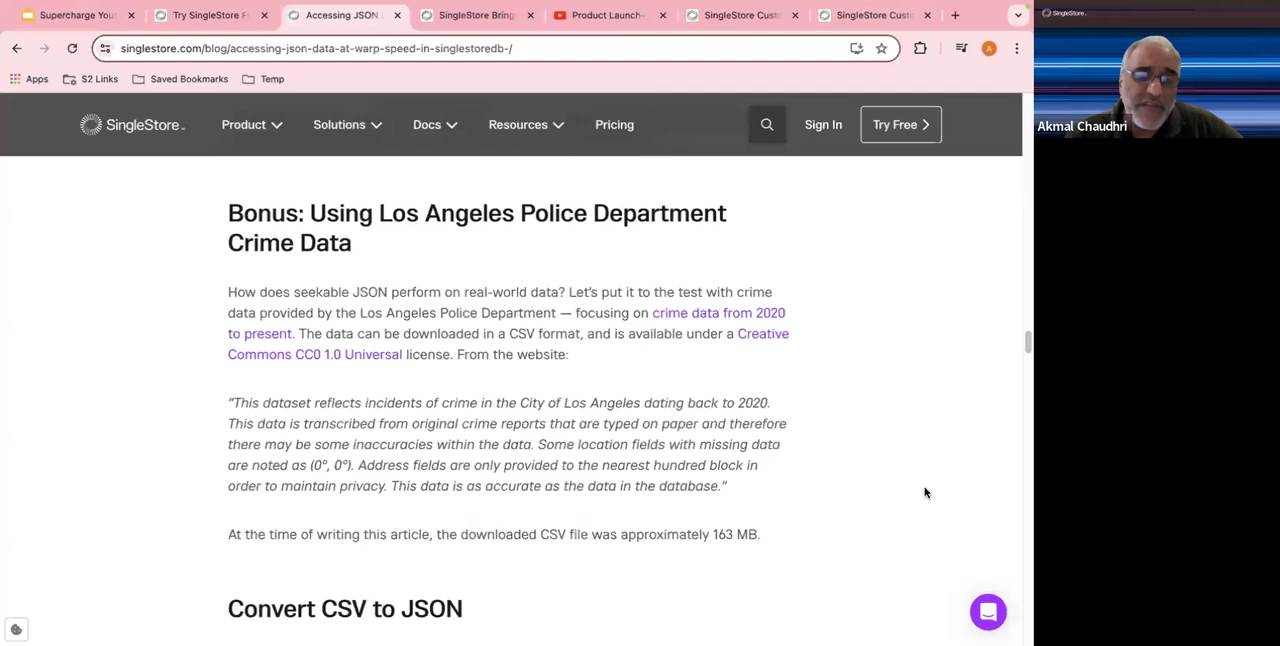 Supercharge Your
Try SingleStore F
Accessing JSON
SingleStore Bring
Product Launch-
SingleStore Cust
SingleStore Cust
singlestore.com/blog/accessing-json-data-at-warp-speed-in-singlestoredb-/
A
Apps
S2 Links
Saved Bookmarks
Temp
SingleStore
Product
Solutions
Docs
Resources
Pricing
Sign In
Try Free
Bonus: Using Los Angeles Police Department
Crime Data
How does seekable JSON perform on real-world data? Let’s put it to the test with crime
data provided by the Los Angeles Police Department — focusing on crime data from 2020
to present. The data can be downloaded in a CSV format, and is available under a Creative
Commons CC0 1.0 Universal license. From the website:
“This dataset reflects incidents of crime in the City of Los Angeles dating back to 2020.
This data is transcribed from original crime reports that are typed on paper and therefore
there may be some inaccuracies within the data. Some location fields with missing data
are noted as (0°, 0°). Address fields are only provided to the nearest hundred block in
order to maintain privacy. This data is as accurate as the data in the database.”
At the time of writing this article, the downloaded CSV file was approximately 163 MB.
Convert CSV to JSON
SingleStore
Akmal Chaudhri